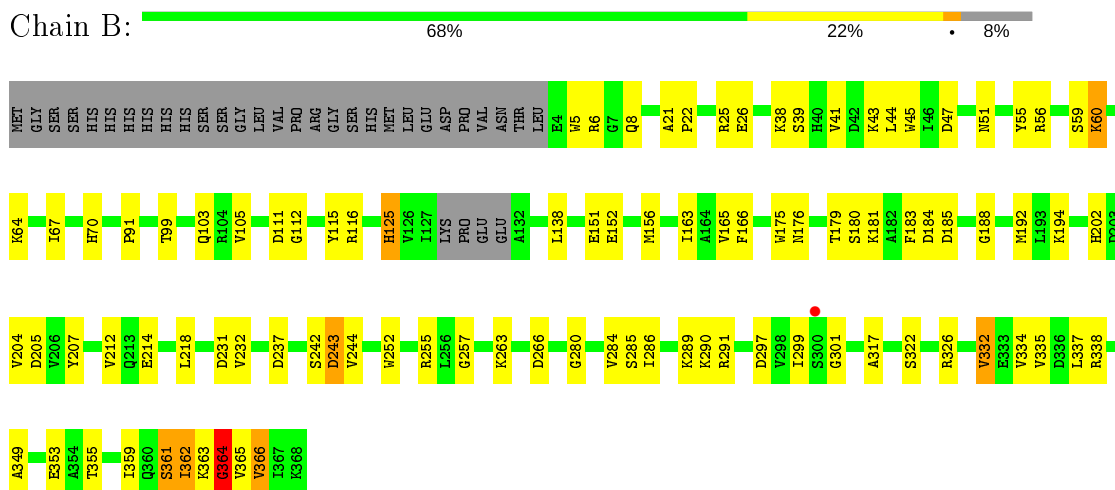 Chain B:
68% 22% • 8%
MET GLY SER SER HIS HIS HIS HIS HIS HIS SER SER GLY LEU VAL PRO ARG GLY SER HIS MET LEU GLU ASP PRO VAL ASN THR LEU E4 W5 R6 G7 Q8 A21 P22 R25 E26 K38 S39 H40 V41 D42 K43 L44 W45 I46 D47 N51 Y55 R56 S59 K60
K64 I67 H70 P91 T99 Q103 R104 V105 D111 G112 Y115 R116 H125 V126 I127 LYS PRO GLU GLU A132 L138 E151 E152 M156 I163 A164 V165 F166 W175 N176 T179 S180 K181 A182 F183 D184 D185 G188 M192 L193 K194 H202 D203
V204 D205 V206 Y207 V212 Q213 E214 L218 D231 V232 D237 S242 D243 V244 W252 R255 L256 G257 K263 D266 G280 V284 S285 I286 K289 K290 R291 D297 V298 I299 S300 G301 A317 S322 R326 V332 E333 V334 V335 D336 L337 R338
A349 E353 A354 T355 I359 Q360 S361 I362 K363 G364 V365 V366 I367 K368